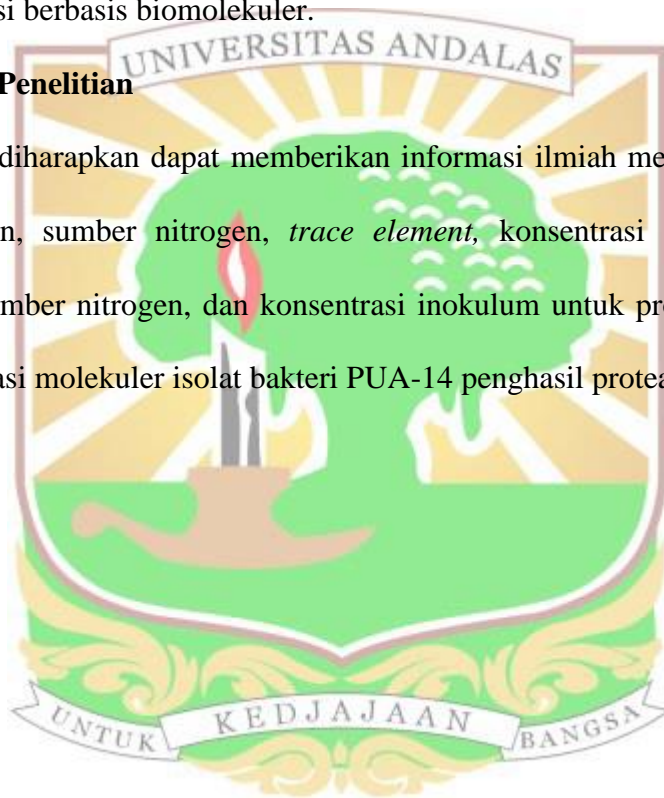 si berbasis biomolekuler.
UNIVERSITAS ANDALAS
Penelitian
diharapkan dapat memberikan informasi ilmiah me
n, sumber nitrogen, trace element, konsentrasi
mber nitrogen, dan konsentrasi inokulum untuk pro
asi molekuler isolat bakteri PUA-14 penghasil protea
UNTUK KEDJAJAAN BANGSA